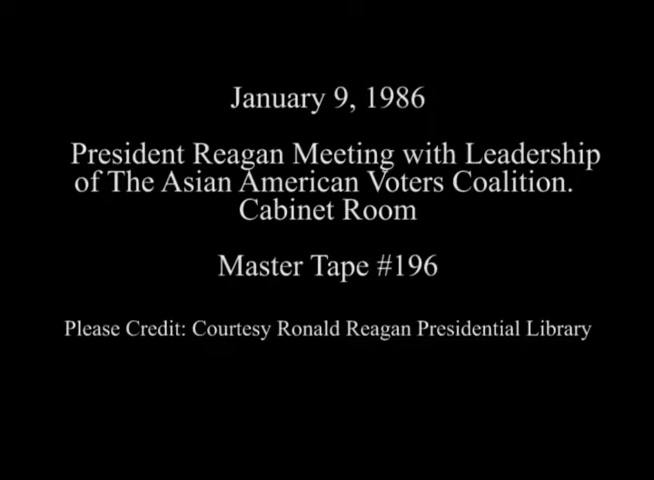 January 9, 1986
President Reagan Meeting with Leadership
of The Asian American Voters Coalition.
Cabinet Room
Master Tape #196
Please Credit: Courtesy Ronald Reagan Presidential Library